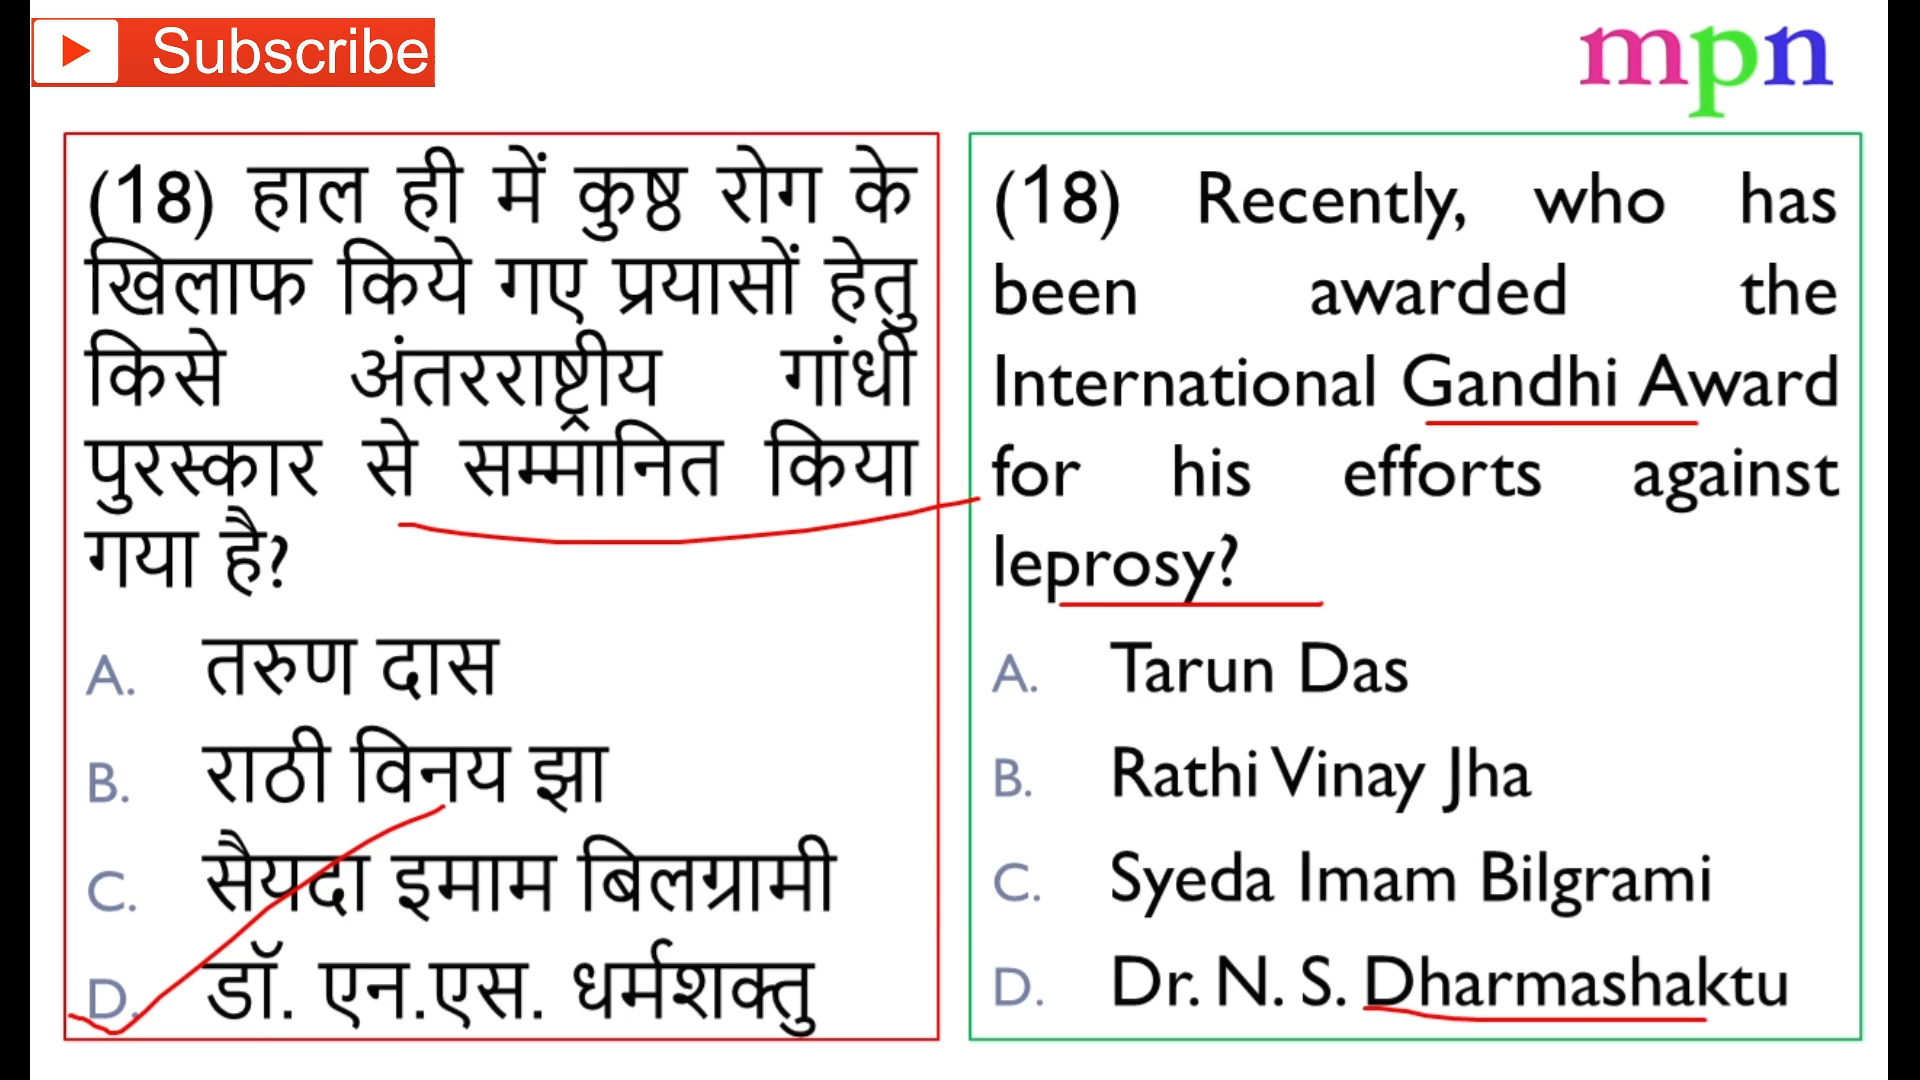 Subscribe
mpn
(18) हाल ही में कुष्ठ रोग के
खिलाफ किये गए प्रयासों हेतु
किसे अंतरराष्ट्रीय गांधी
पुरस्कार से सम्मानित किया
गया है?
A. तरुण दास
B. राठी विनय झा
C. सैयदा इमाम बिलग्रामी
D. डॉ. एन.एस. धर्मशक्तु
(18) Recently, who has
been awarded the
International Gandhi Award
for his efforts against
leprosy?
A. Tarun Das
B. Rathi Vinay Jha
C. Syeda Imam Bilgrami
D. Dr. N. S. Dharmashaktu